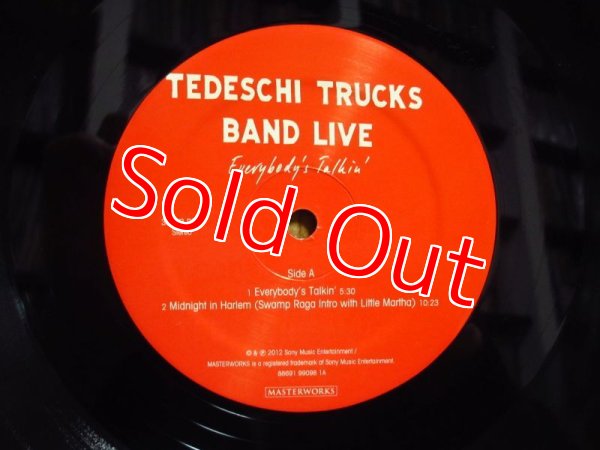 TEDESCHI TRUCKS
BAND LIVE
Everybody's Talkin'
Sold Out
Stereo
Side A
1 Everybody's Talkin' 5:30
2 Midnight in Harlem (Swamp Raga Intro with Little Martha) 10:23
© & ℗ 2012 Sony Music Entertainment /
MASTERWORKS is a registered trademark of Sony Music Entertainment.
88691 99098 1A
MASTERWORKS